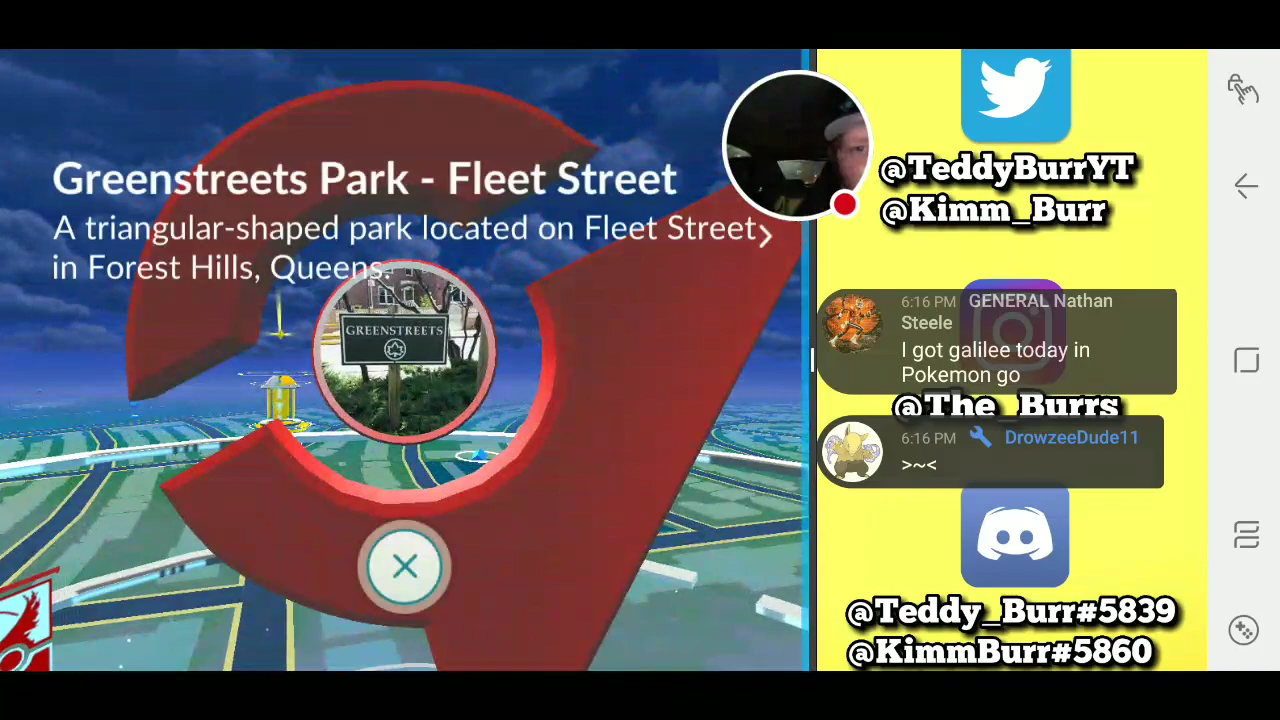 Greenstreets Park - Fleet Street
A triangular-shaped park located on Fleet Street
in Forest Hills, Queens.
GREENSTREETS
@TeddyBurrYT
@Kimm_Burr
6:16 PM GENERAL Nathan
Steele
I got galilee today in
Pokemon go
@The_Burrs
6:16 PM DrowzeeDude11
>~<
@Teddy_Burr#5839
@KimmBurr#5860